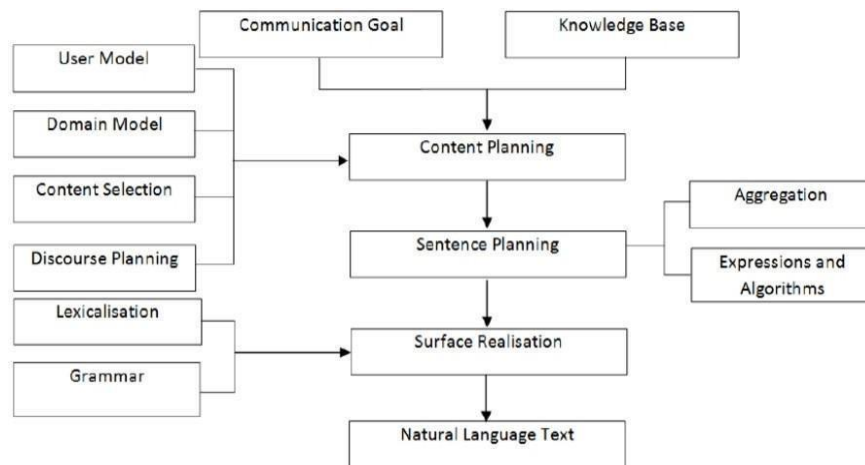 Communication Goal
Knowledge Base
User Model
Domain Model
Content Planning
Content Selection
Aggregation
Sentence Planning
Discourse Planning
Expressions and
Algorithms
Lexicalisation
Surface Realisation
Grammar
Natural Language Text